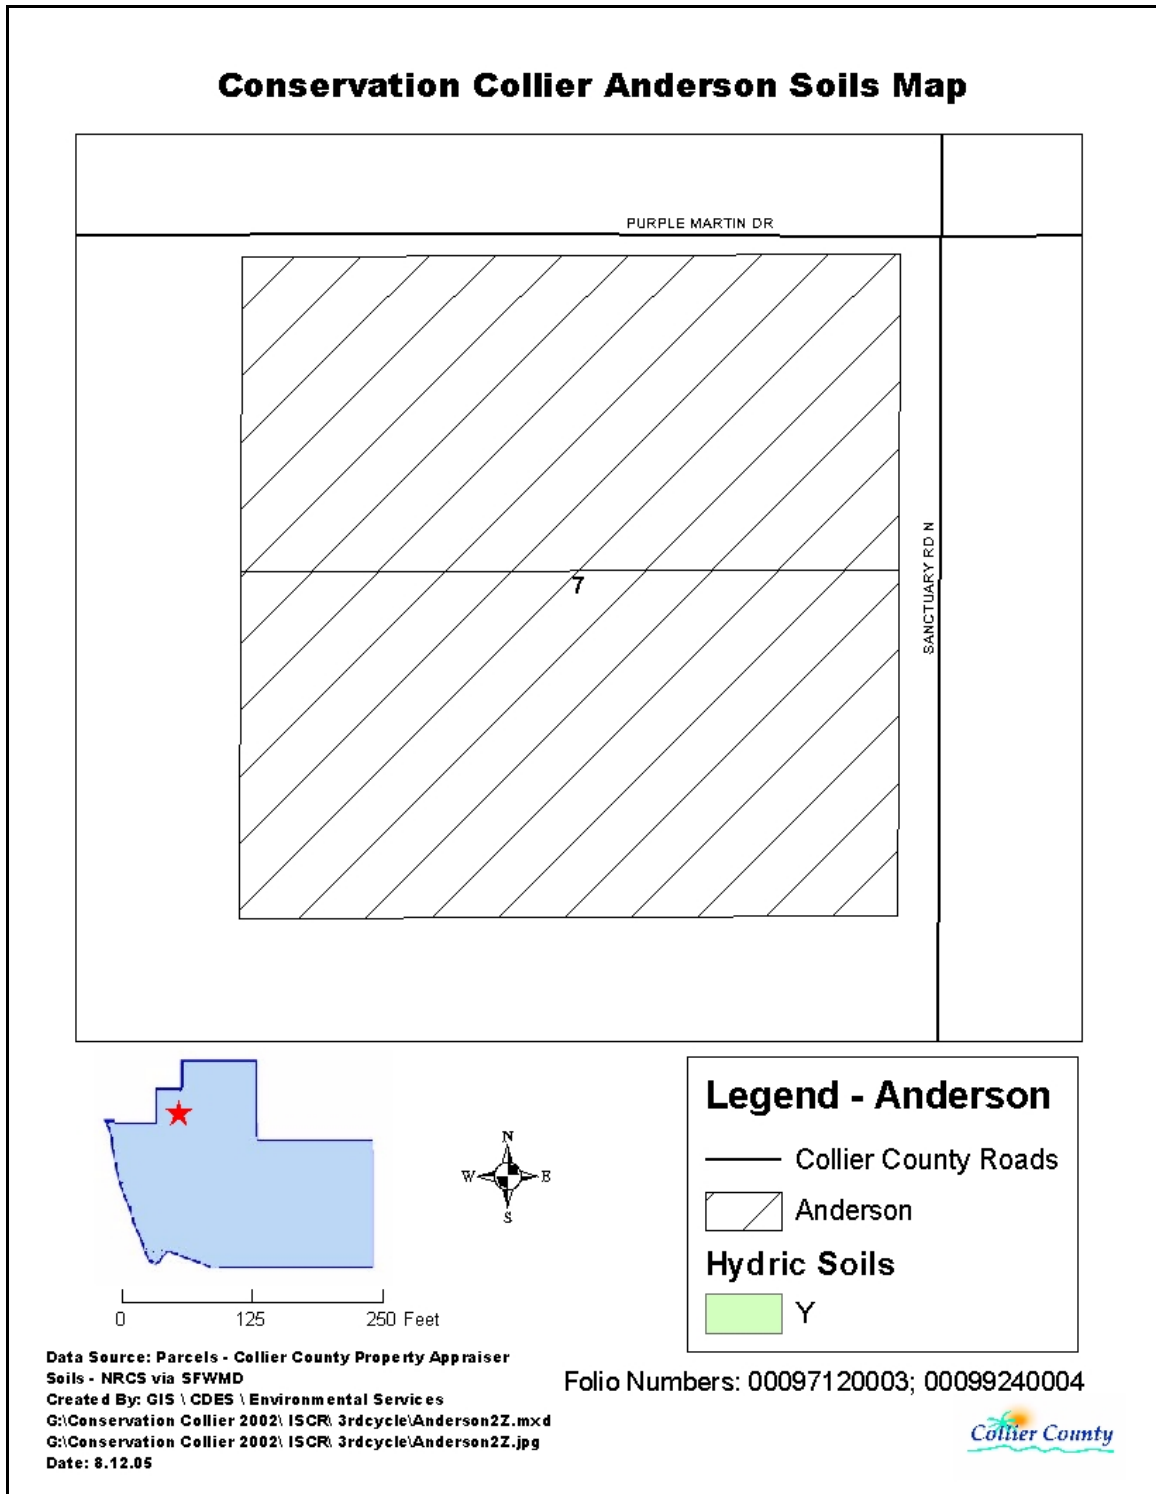 Conservation Collier Anderson Soils Map
PURPLE MARTIN DR
SANCTUARY RD N
7
N
W E
S
0 125 250 Feet
Legend - Anderson
Collier County Roads
Anderson
Hydric Soils
Y
Data Source: Parcels - Collier County Property Appraiser
Soils - NRCS via SFWMD
Created By: GIS \ CDES \ Environmental Services
G:\Conservation Collier 2002\ ISCR\ 3rdcycle\Anderson2Z.mxd
G:\Conservation Collier 2002\ ISCR\ 3rdcycle\Anderson2Z.jpg
Date: 8.12.05
Folio Numbers: 00097120003; 00099240004
Collier County